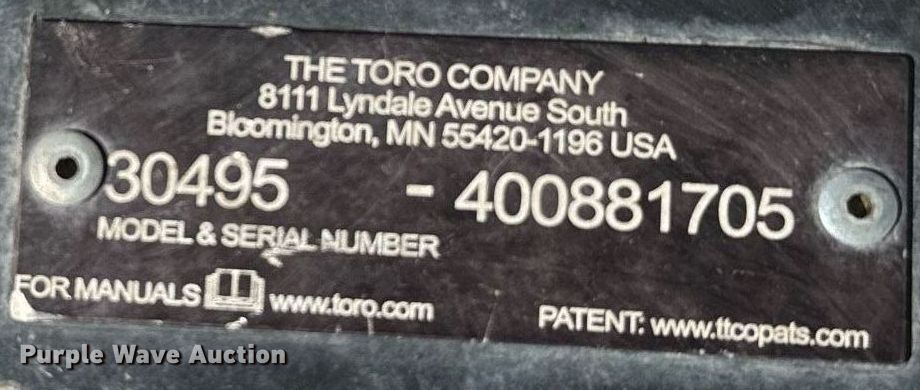 THE TORO COMPANY
8111 Lyndale Avenue South
Bloomington, MN 55420-1196 USA
30495 - 400881705
MODEL & SERIAL NUMBER
FOR MANUALS www.toro.com
PATENT: www.ttcopats.com
Purple Wave Auction